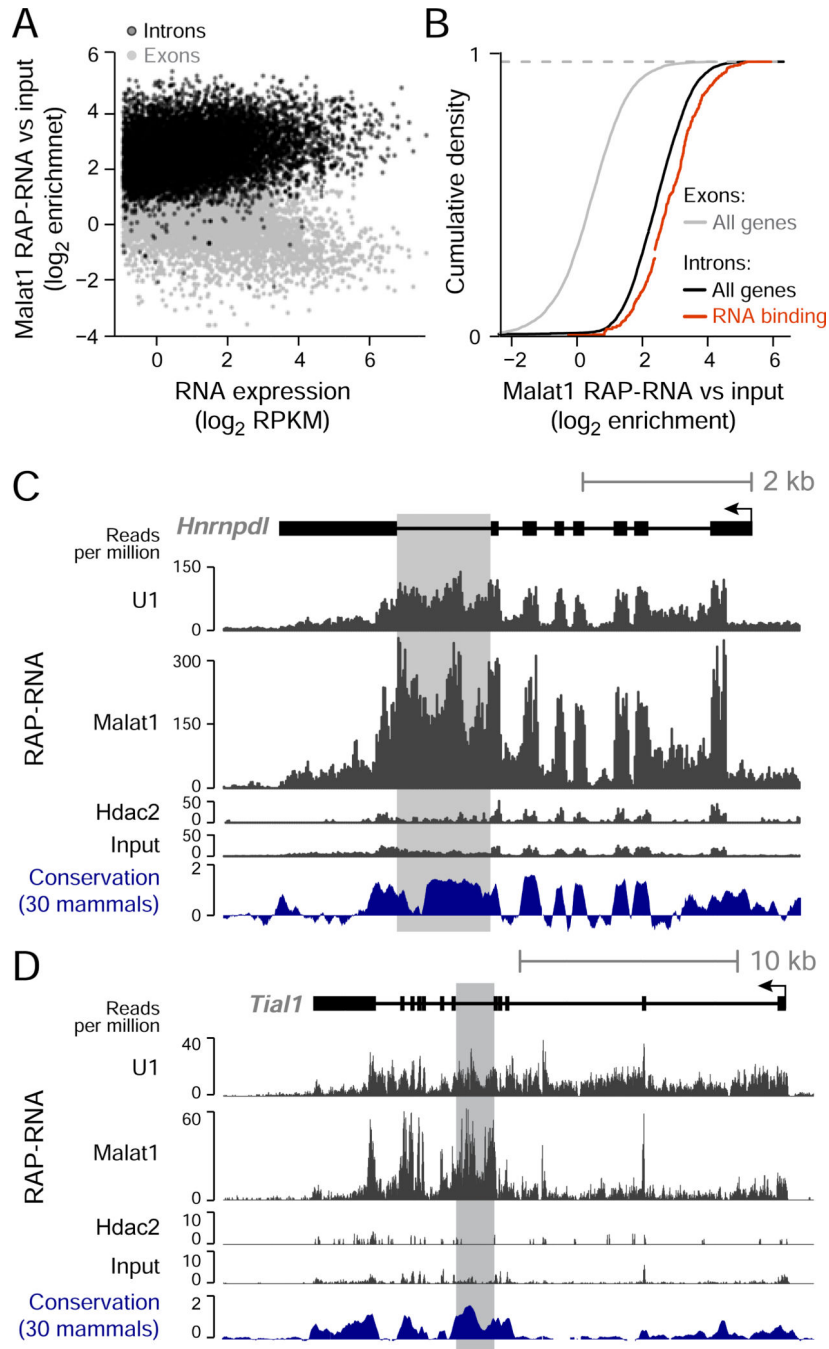 A
Introns
Exons
Malat1 RAP-RNA vs input
(log2 enrichmnet)
6
4
2
0
−2
−4
0 2 4 6
RNA expression
(log2 RPKM)
B
Cumulative density
1
0
Exons:
All genes
Introns:
All genes
RNA binding
−2 0 2 4 6
Malat1 RAP-RNA vs input
(log2 enrichment)
C
2 kb
Hnrnpdl
Reads
per million
RAP-RNA
U1
150
0
Malat1
300
150
0
Hdac2
50
0
Input
50
0
Conservation
(30 mammals)
2
0
D
10 kb
Tial1
Reads
per million
RAP-RNA
U1
40
0
Malat1
60
0
Hdac2
10
0
Input
10
0
Conservation
(30 mammals)
2
0